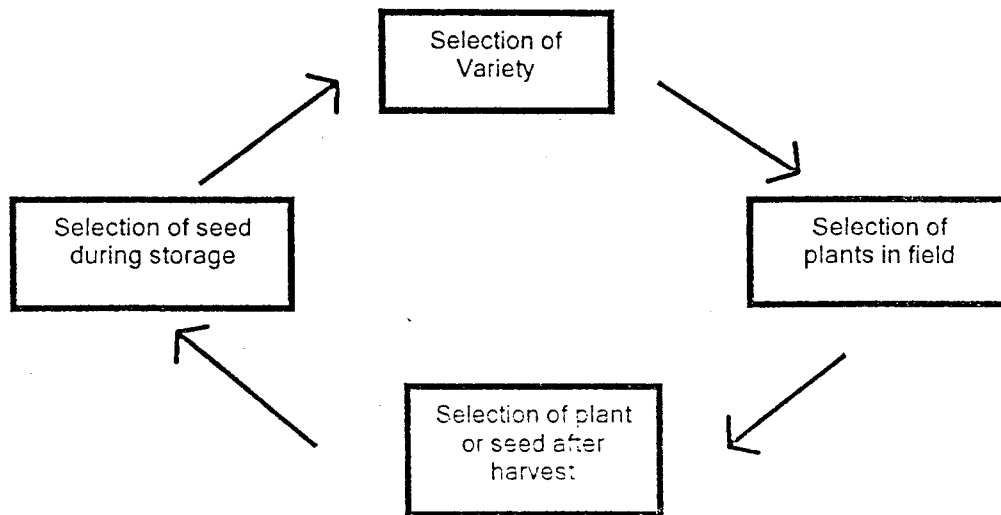 Selection of
Variety
Selection of seed
during storage
Selection of
plants in field
Selection of plant
or seed after
harvest